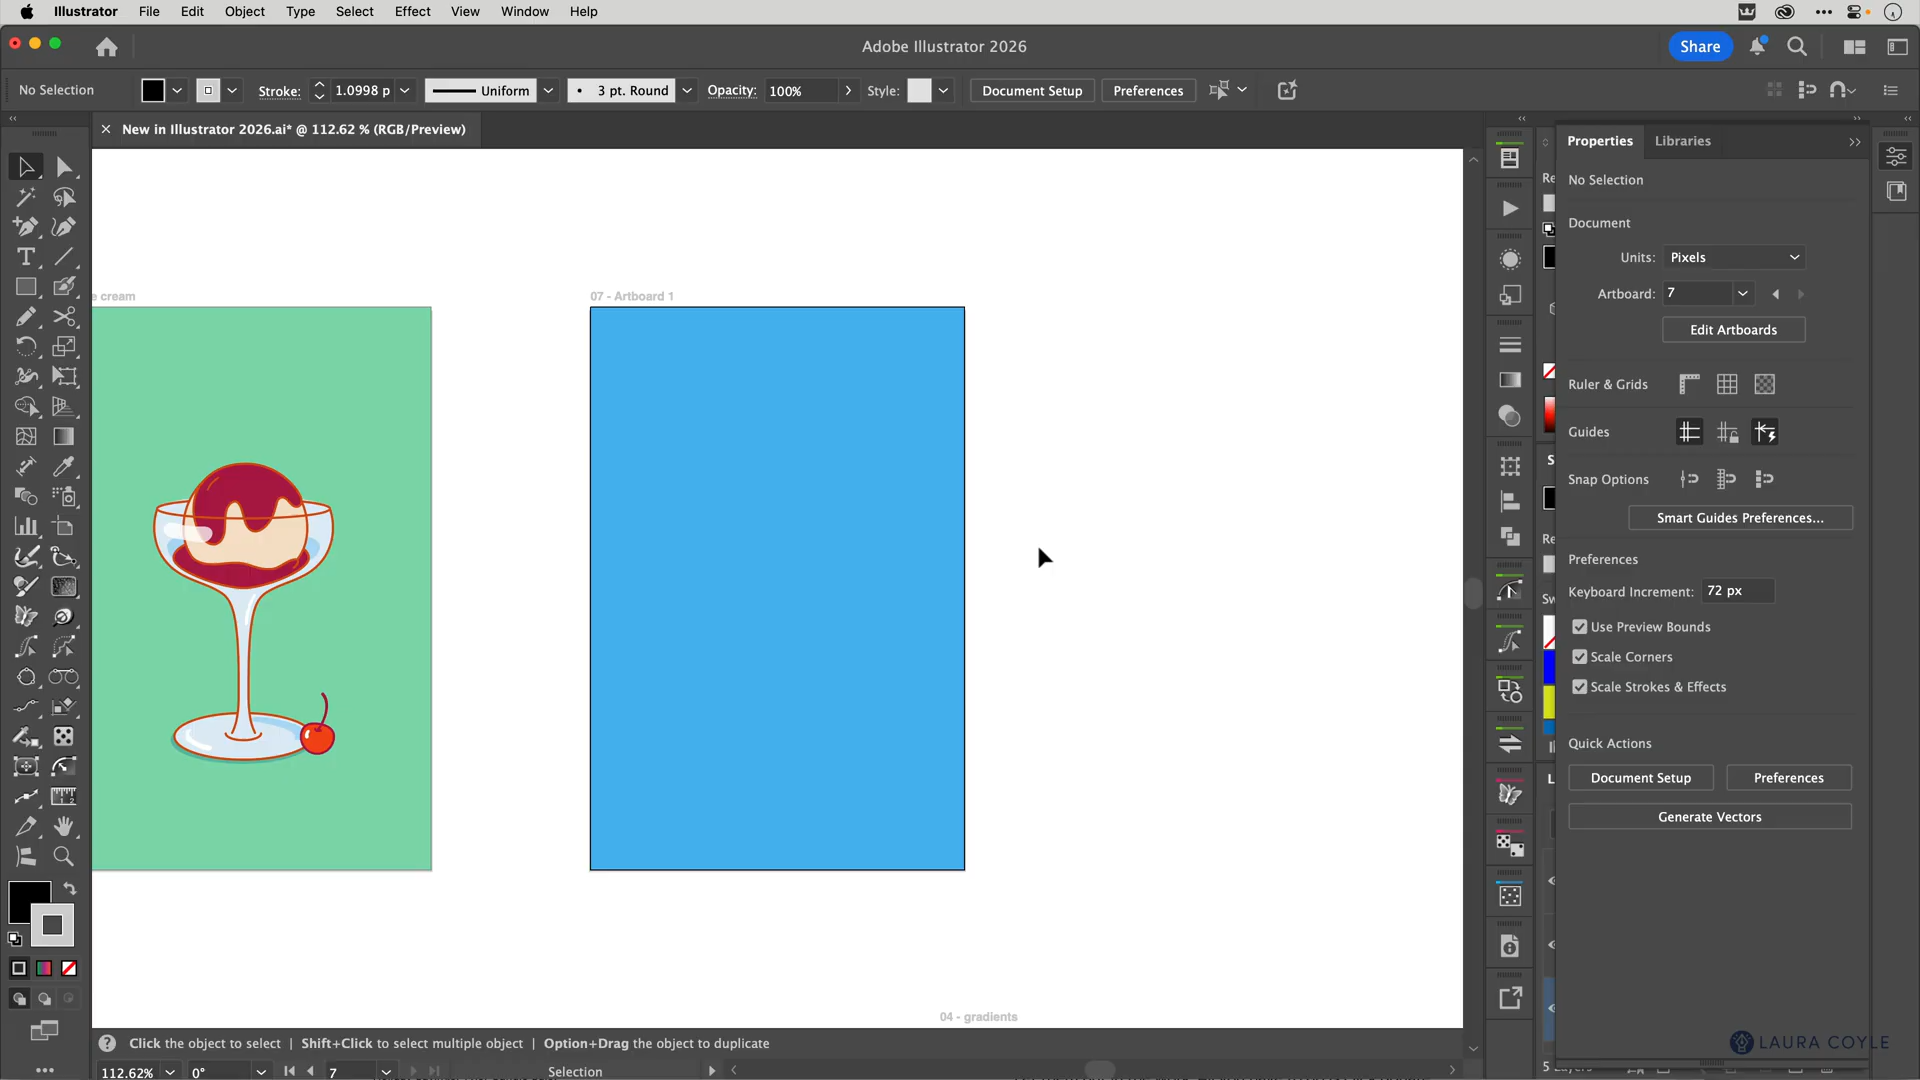 Illustrator File Edit Object Type Select Effect View Window Help
Adobe Illustrator 2026
Share
No Selection
Stroke: 1.0998 p
Uniform
3 pt. Round
Opacity: 100%
Style:
Document Setup
Preferences
New in Illustrator 2026.ai* @ 112.62 % (RGB/Preview)
Properties Libraries
No Selection
Document
Units: Pixels
e cream
07 - Artboard 1
Artboard: 7
Edit Artboards
Ruler & Grids
Guides
Snap Options
Smart Guides Preferences...
Preferences
Keyboard Increment: 72 px
Use Preview Bounds
Scale Corners
Scale Strokes & Effects
Quick Actions
Document Setup Preferences
Generate Vectors
04 - gradients
Click the object to select | Shift+Click to select multiple object | Option+Drag the object to duplicate
LAURA COYLE
112.62% 0° 7 Selection